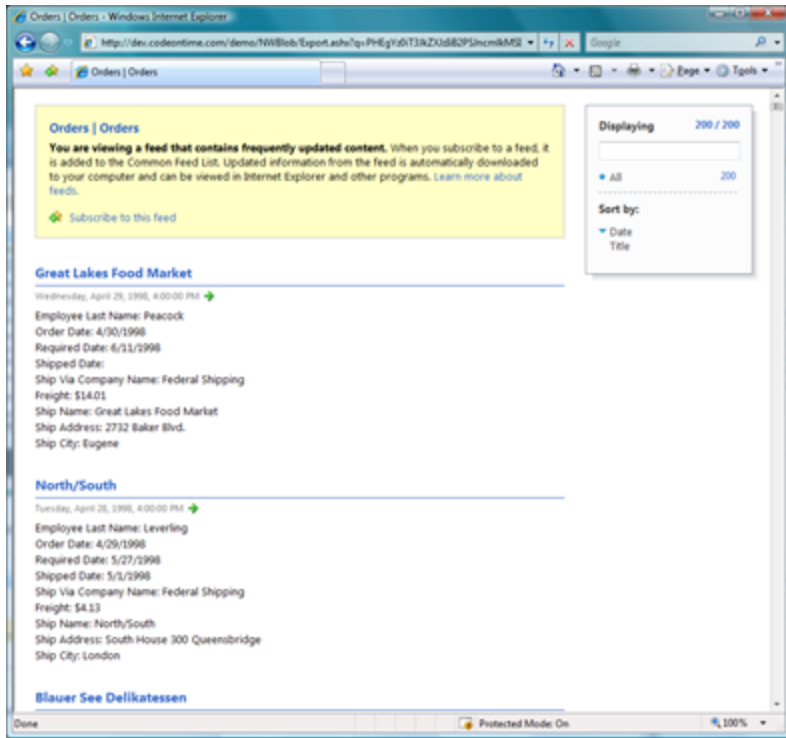 Orders | Orders - Windows Internet Explorer
Google
Orders | Orders
Page
Tools
Orders | Orders
You are viewing a feed that contains frequently updated content. When you subscribe to a feed, it
is added to the Common Feed List. Updated information from the feed is automatically downloaded
to your computer and can be viewed in Internet Explorer and other programs. Learn more about
feeds.
Subscribe to this feed
Displaying 200 / 200
All 200
Sort by:
Date
Title
Great Lakes Food Market
Wednesday, April 29, 1998, 4:00:00 PM
Employee Last Name: Peacock
Order Date: 4/30/1998
Required Date: 6/11/1998
Shipped Date:
Ship Via Company Name: Federal Shipping
Freight: $14.01
Ship Name: Great Lakes Food Market
Ship Address: 2732 Baker Blvd.
Ship City: Eugene
North/South
Tuesday, April 28, 1998, 4:00:00 PM
Employee Last Name: Leverling
Order Date: 4/29/1998
Required Date: 5/27/1998
Shipped Date: 5/1/1998
Ship Via Company Name: Federal Shipping
Freight: $4.13
Ship Name: North/South
Ship Address: South House 300 Queensbridge
Ship City: London
Blauer See Delikatessen
Done
Protected Mode: On
100%